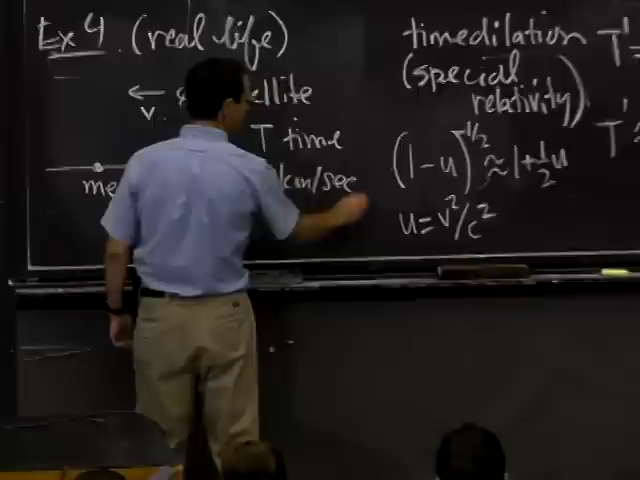 Ex 4. (real life)
← ellite
v
T time
me km/sec
time dilation T'=
(special relativity)
T'
(1-u)^-1/2 ≈ 1+1/2 u
u=v²/c²